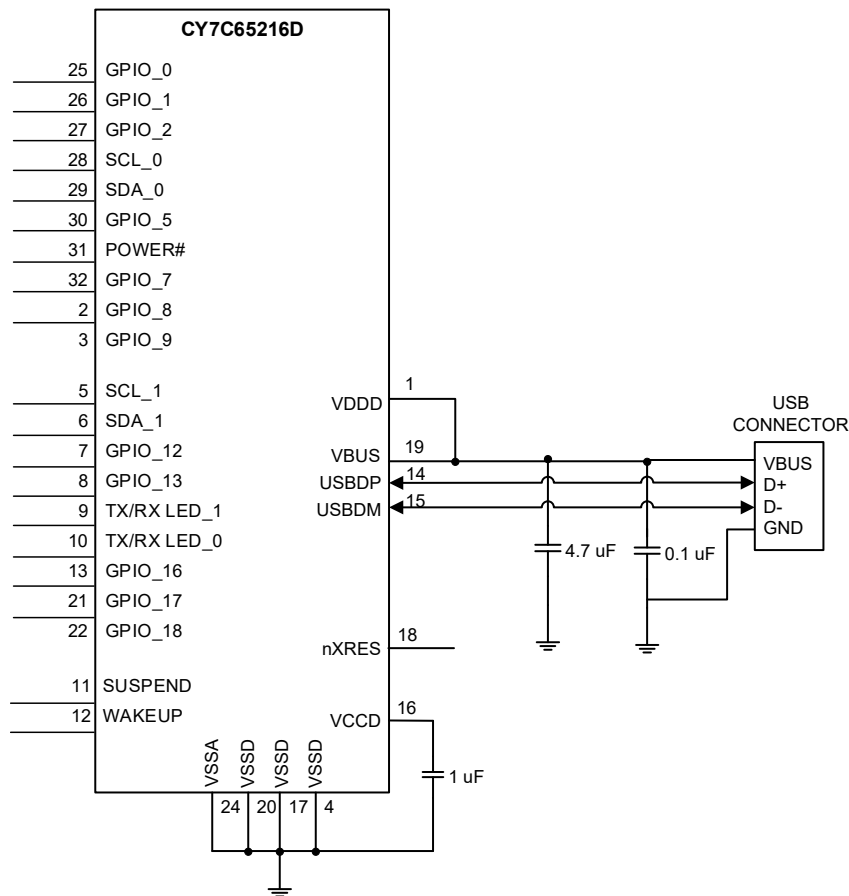 CY7C65216D
25 GPIO_0
26 GPIO_1
27 GPIO_2
28 SCL_0
29 SDA_0
30 GPIO_5
31 POWER#
32 GPIO_7
2 GPIO_8
3 GPIO_9
5 SCL_1
6 SDA_1
7 GPIO_12
8 GPIO_13
9 TX/RX LED_1
10 TX/RX LED_0
13 GPIO_16
21 GPIO_17
22 GPIO_18
11 SUSPEND
12 WAKEUP
VDDD 1
VBUS 19
USBDP 14
USBDM 15
nXRES 18
VCCD 16
VSSA
VSSD
VSSD
VSSD
24 20 17 4
1 uF
4.7 uF
0.1 uF
USB
CONNECTOR
VBUS
D+
D-
GND